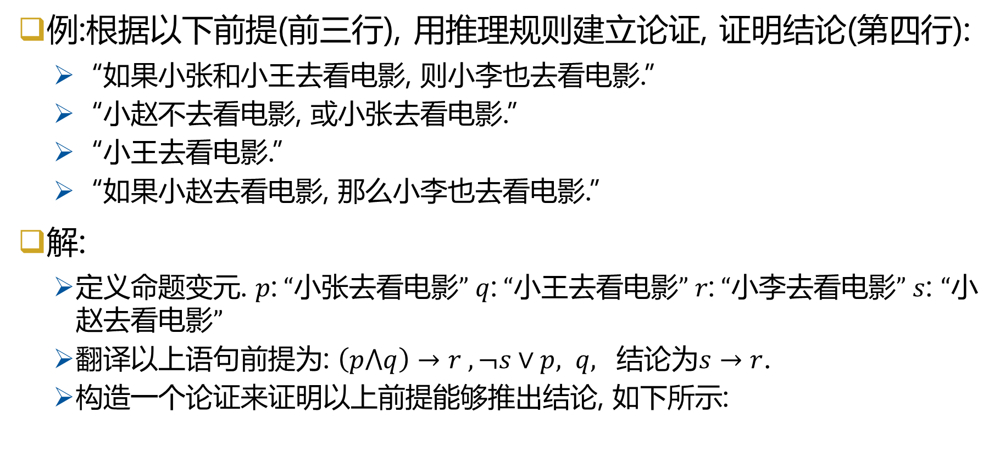 例:根据以下前提(前三行), 用推理规则建立论证, 证明结论(第四行):
“如果小张和小王去看电影, 则小李也去看电影.”
“小赵不去看电影, 或小张去看电影.”
“小王去看电影.”
“如果小赵去看电影, 那么小李也去看电影.”
解:
定义命题变元. p: “小张去看电影” q: “小王去看电影” r: “小李去看电影” s: “小
赵去看电影”
翻译以上语句前提为: (p⋀q) → r , ¬s ∨ p, q, 结论为s → r.
构造一个论证来证明以上前提能够推出结论, 如下所示: